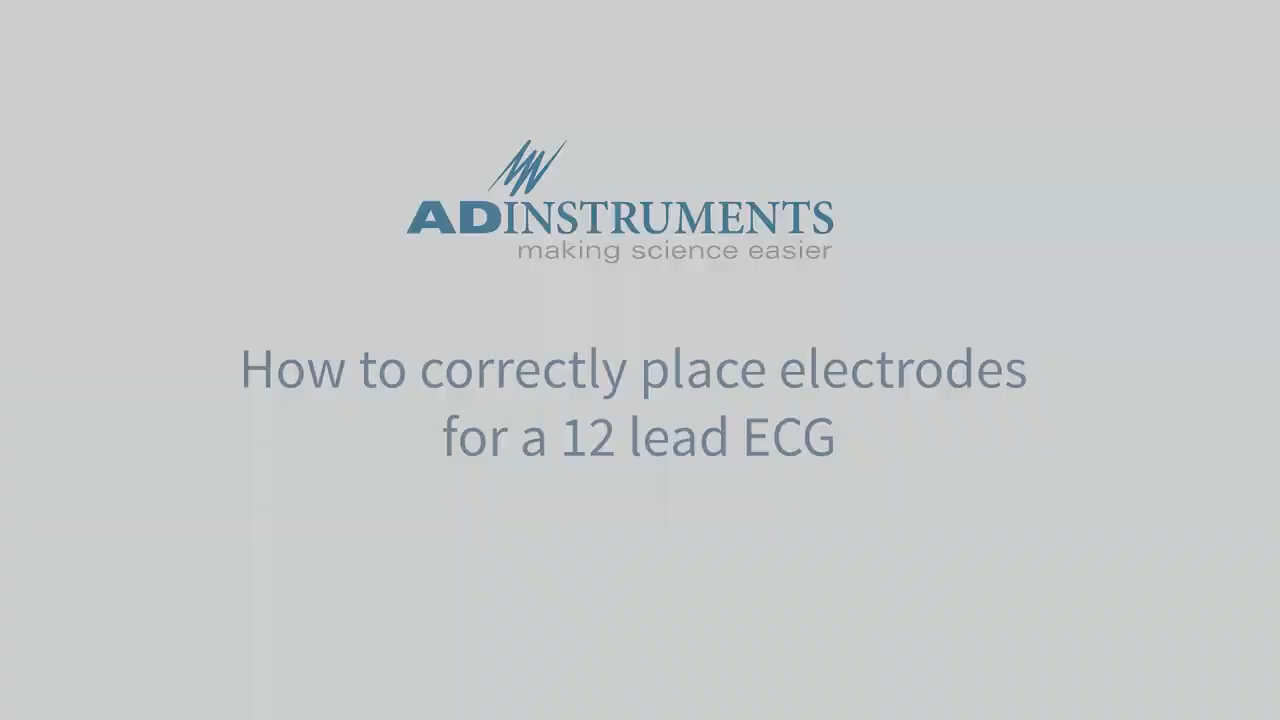 ADINSTRUMENTS
making science easier
How to correctly place electrodes
for a 12 lead ECG